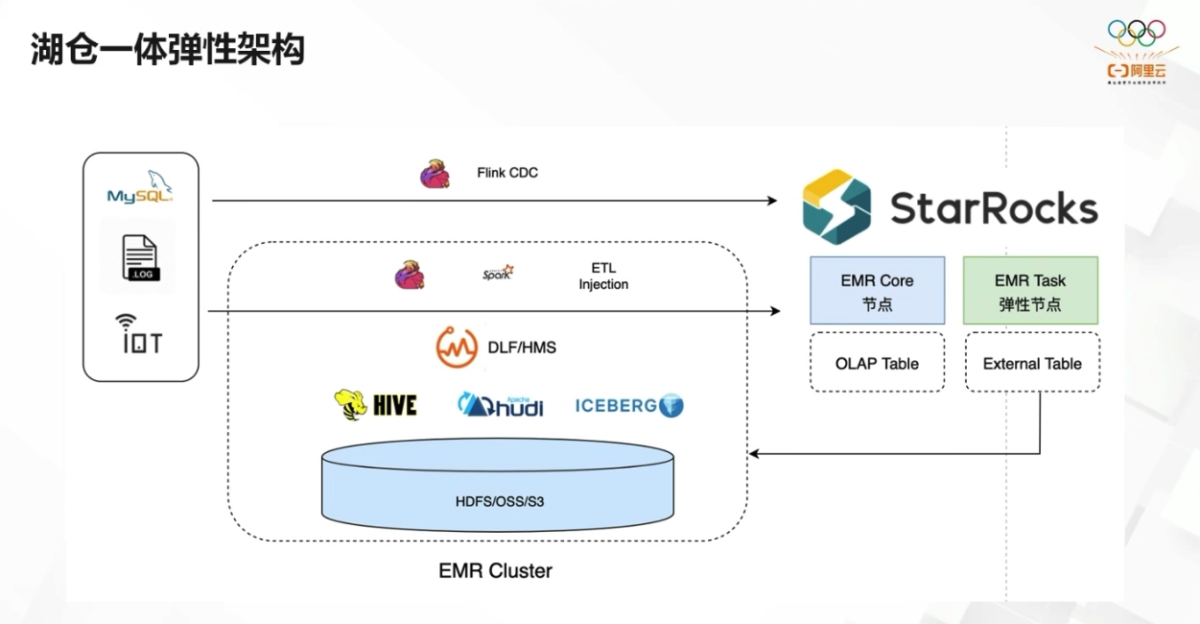 湖仓一体弹性架构
阿里云
MySQL
.LOG
IOT
Flink CDC
Spark
ETL
Injection
DLF/HMS
HIVE
Apache
hudi
ICEBERG
HDFS/OSS/S3
EMR Cluster
StarRocks
EMR Core
节点
EMR Task
弹性节点
OLAP Table
External Table